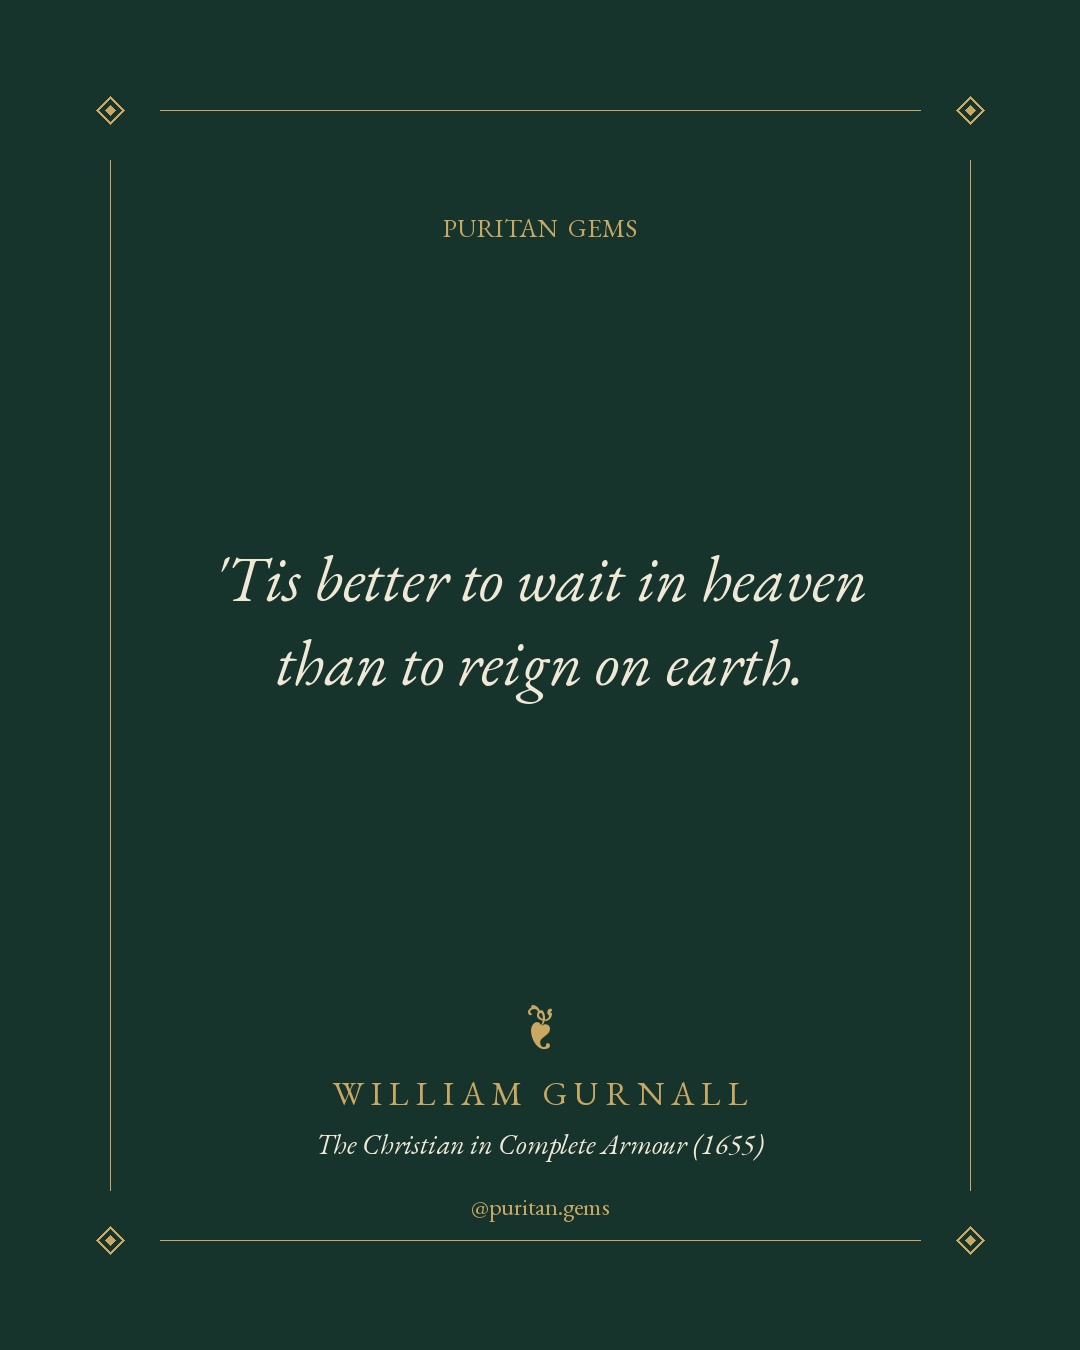 PURITAN GEMS
'Tis better to wait in heaven
than to reign on earth.
WILLIAM GURNALL
The Christian in Complete Armour (1655)
@puritan.gems